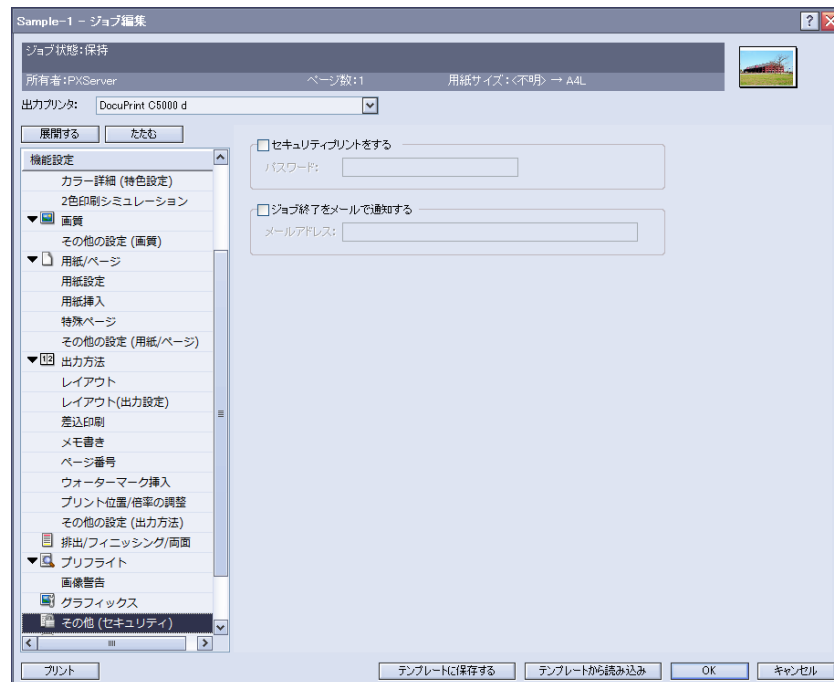 Sample-1 - ジョブ編集
ジョブ状態:保持
所有者:PXServer ページ数:1 用紙サイズ:<不明> → A4L
出力プリンタ: DocuPrint C5000 d
展開する たたむ
機能設定
カラー詳細 (特色設定)
2色印刷シミュレーション
画質
その他の設定 (画質)
用紙/ページ
用紙設定
用紙挿入
特殊ページ
その他の設定 (用紙/ページ)
出力方法
レイアウト
レイアウト(出力設定)
差込印刷
メモ書き
ページ番号
ウォーターマーク挿入
プリント位置/倍率の調整
その他の設定 (出力方法)
排出/フィニッシング/両面
プリフライト
画像警告
グラフィックス
その他 (セキュリティ)
セキュリティプリントをする
パスワード:
ジョブ終了をメールで通知する
メールアドレス:
プリント テンプレートに保存する テンプレートから読み込み OK キャンセル